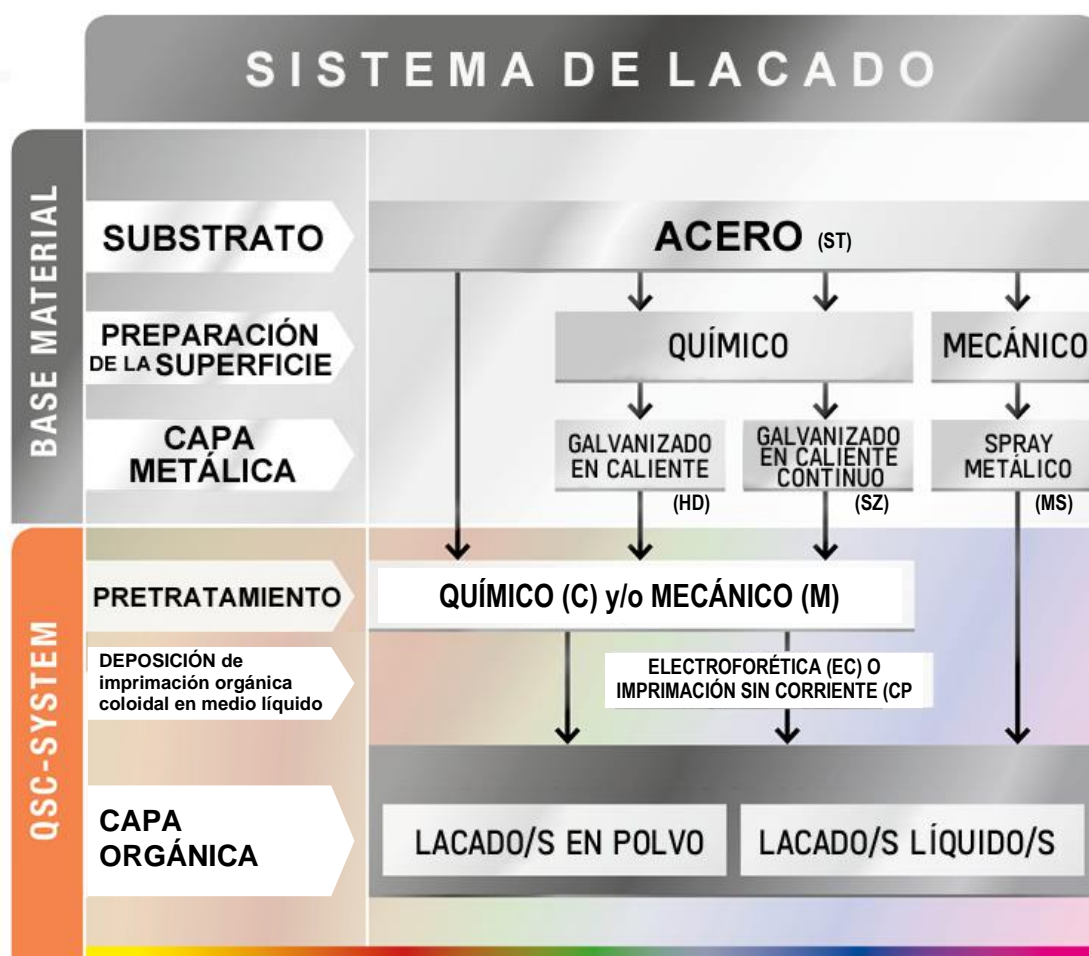 SISTEMA DE LACADO
BASE MATERIAL
SUBSTRATO
ACERO (ST)
PREPARACIÓN
DE LA SUPERFICIE
QUÍMICO
MECÁNICO
CAPA
METÁLICA
GALVANIZADO
EN CALIENTE
(HD)
GALVANIZADO
EN CALIENTE
CONTINUO
(SZ)
SPRAY
METÁLICO
(MS)
QSC-SYSTEM
PRETRATAMIENTO
QUÍMICO (C) y/o MECÁNICO (M)
DEPOSICIÓN de
imprimación orgánica
coloidal en medio líquido
ELECTROFORÉTICA (EC) O
IMPRIMACIÓN SIN CORRIENTE (CP
CAPA
ORGÁNICA
LACADO/S EN POLVO
LACADO/S LÍQUIDO/S